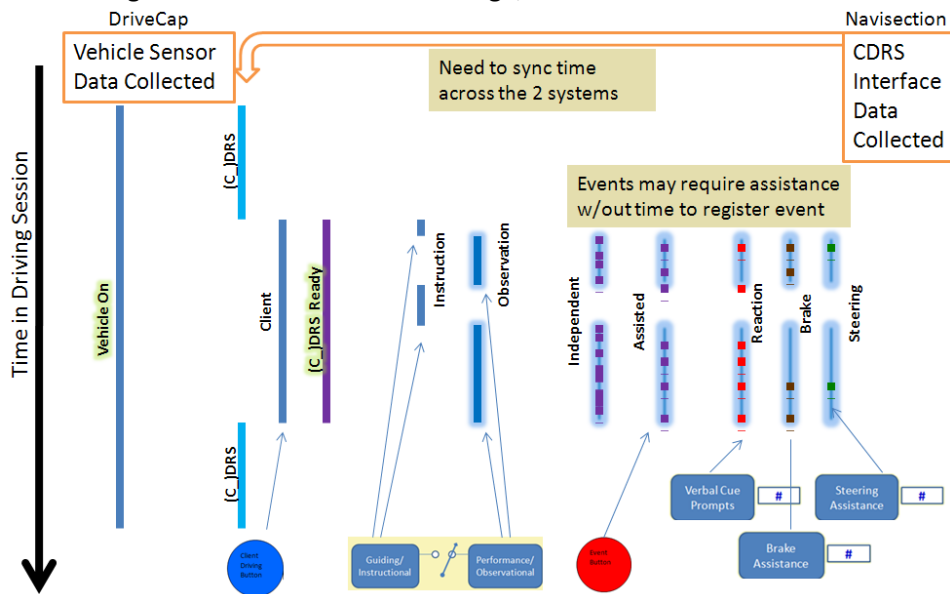 DriveCap
Navisection
Vehicle Sensor
Data Collected
Need to sync time
across the 2 systems
CDRS
Interface
Data
Collected
Time in Driving Session
Events may require assistance
w/out time to register event
Vehicle On
(C_)DRS
(C_)DRS
Client
(C_)DRS Ready
Instruction
Observation
Independent
Assisted
Reaction
Brake
Steering
Verbal Cue
Prompts
#
Steering
Assistance
#
Brake
Assistance
#
Client
Driving
Button
Guiding/
Instructional
Performance/
Observational
Event
Button